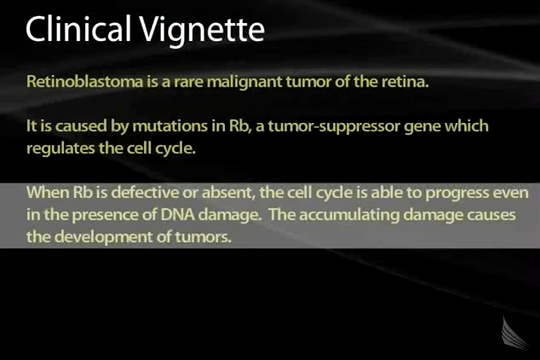 Clinical Vignette
Retinoblastoma is a rare malignant tumor of the retina.
It is caused by mutations in Rb, a tumor-suppressor gene which
regulates the cell cycle.
When Rb is defective or absent, the cell cycle is able to progress even
in the presence of DNA damage. The accumulating damage causes
the development of tumors.